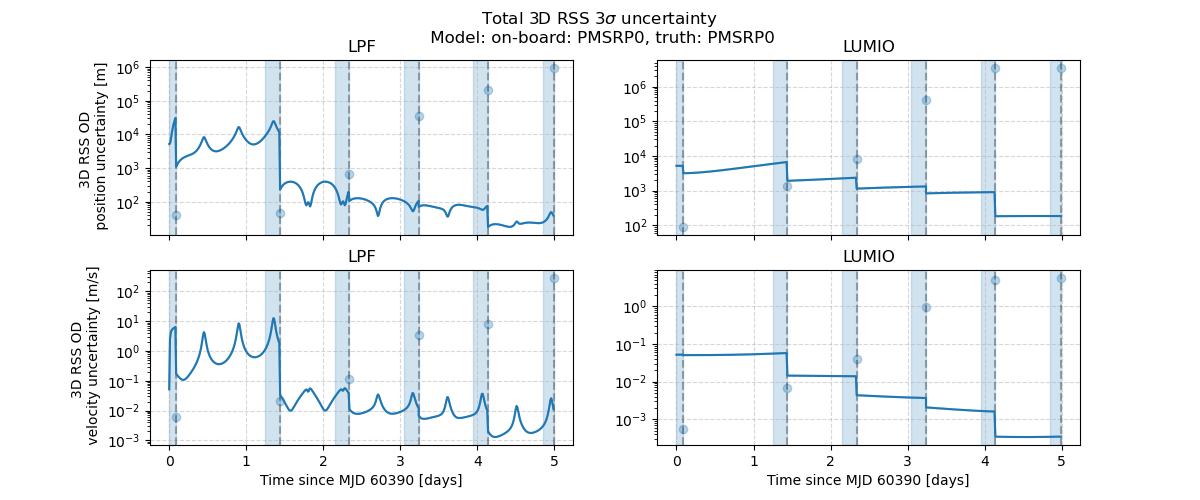 Total 3D RSS 3σ uncertainty
Model: on-board: PMSRP0, truth: PMSRP0
LPF
LUMIO
3D RSS OD
position uncertainty [m]
10^6
10^5
10^4
10^3
10^2
10^6
10^5
10^4
10^3
10^2
LPF
LUMIO
3D RSS OD
velocity uncertainty [m/s]
10^2
10^1
10^0
10^-1
10^-2
10^-3
10^0
10^-1
10^-2
10^-3
0 1 2 3 4 5
0 1 2 3 4 5
Time since MJD 60390 [days]
Time since MJD 60390 [days]